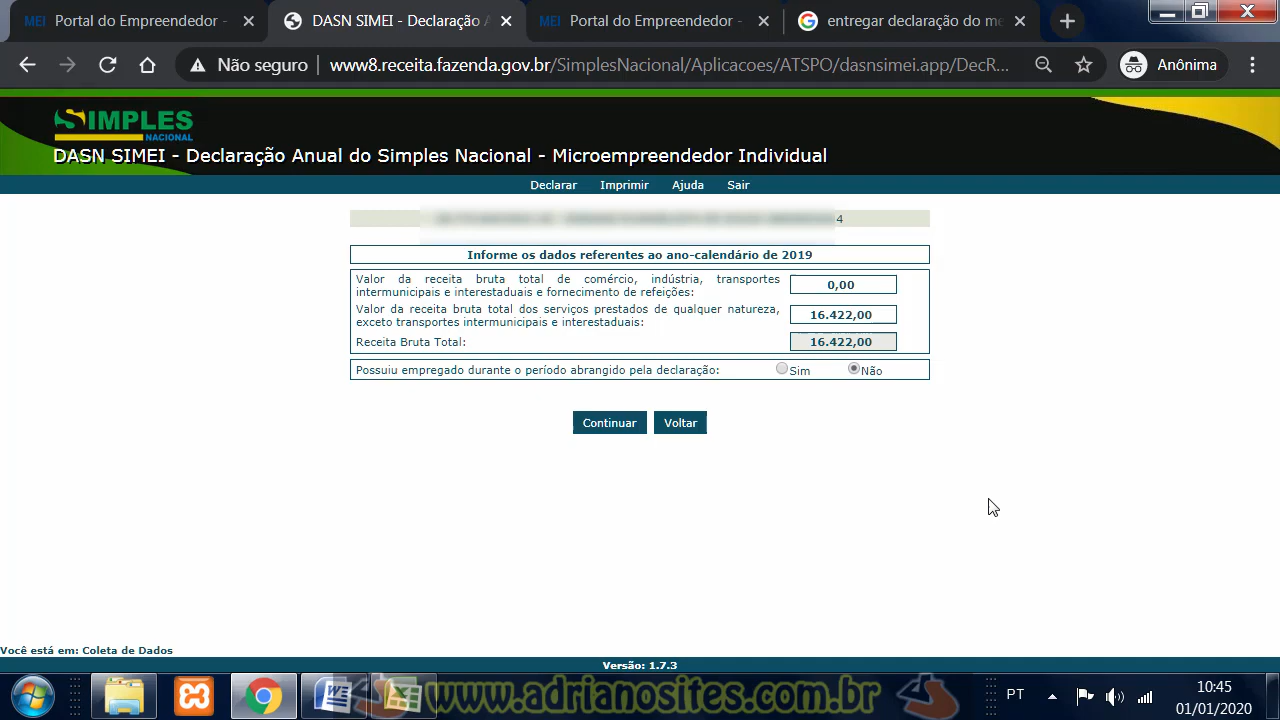 MEI Portal do Empreendedor -
DASN SIMEI - Declaração A
MEI Portal do Empreendedor -
entregar declaração do me
Não seguro
www8.receita.fazenda.gov.br/SimplesNacional/Aplicacoes/ATSPO/dasnsimei.app/DecR...
Anônima
SIMPLES
NACIONAL
DASN SIMEI - Declaração Anual do Simples Nacional - Microempreendedor Individual
Declarar Imprimir Ajuda Sair
4
Informe os dados referentes ao ano-calendário de 2019
Valor da receita bruta total de comércio, indústria, transportes
intermunicipais e interestaduais e fornecimento de refeições:
0,00
Valor da receita bruta total dos serviços prestados de qualquer natureza,
exceto transportes intermunicipais e interestaduais:
16.422,00
Receita Bruta Total: 16.422,00
Possuiu empregado durante o período abrangido pela declaração: Sim Não
Continuar Voltar
Você está em: Coleta de Dados
Versão: 1.7.3
www.adrianosites.com.br
PT
10:45
01/01/2020